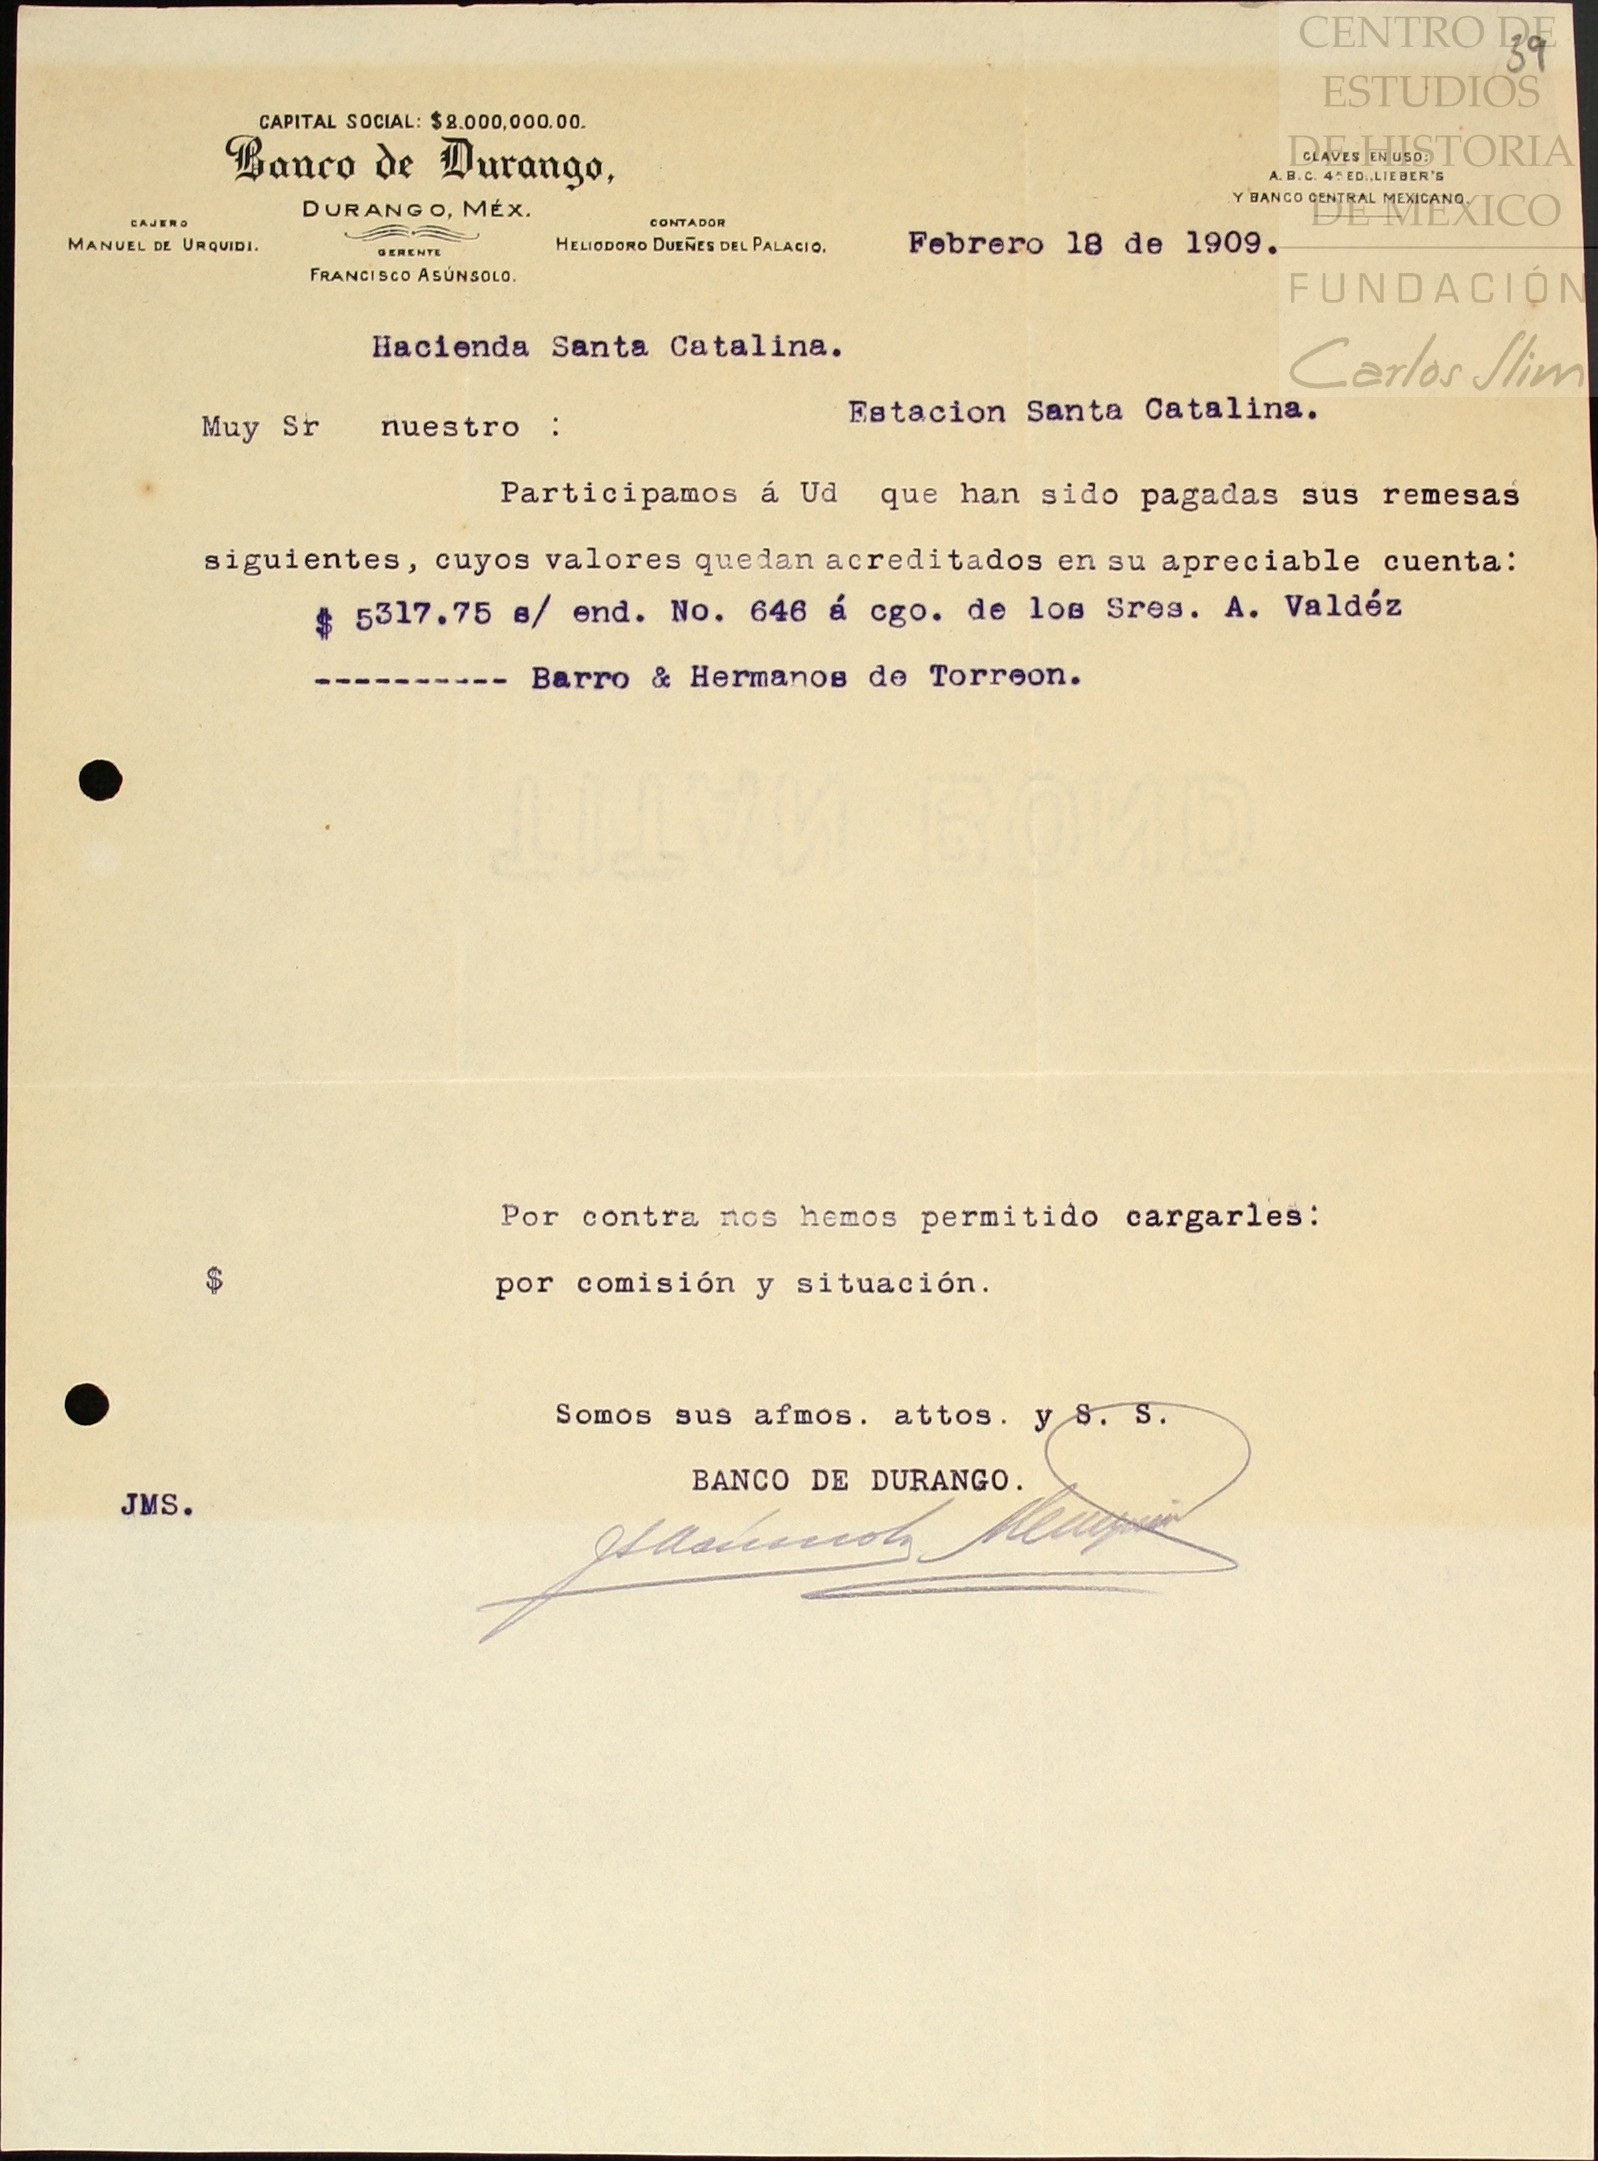 CENTRO DE
ESTUDIOS
DE HISTORIA
DE MÉXICO
FUNDACIÓN
Carlos Slim
39
CAPITAL SOCIAL: $2.000,000.00.
Banco de Durango,
DURANGO, MÉX.
CAJERO
MANUEL DE URQUIDI.
GERENTE
FRANCISCO ASÚNSOLO.
CONTADOR
HELIODORO DUEÑES DEL PALACIO.
CLAVES EN USO:
A.B.C. 4ª ED., LIEBER'S
Y BANCO CENTRAL MEXICANO.
Febrero 18 de 1909.
Hacienda Santa Catalina.
Estacion Santa Catalina.
Muy Sr nuestro :
Participamos á Ud que han sido pagadas sus remesas
siguientes, cuyos valores quedan acreditados en su apreciable cuenta:
$ 5317.75 s/ end. No. 646 á cgo. de los Sres. A. Valdéz
---------- Barro & Hermanos de Torreon.
Por contra nos hemos permitido cargarles:
$ por comisión y situación.
Somos sus afmos. attos. y S. S.
BANCO DE DURANGO.
JMS.